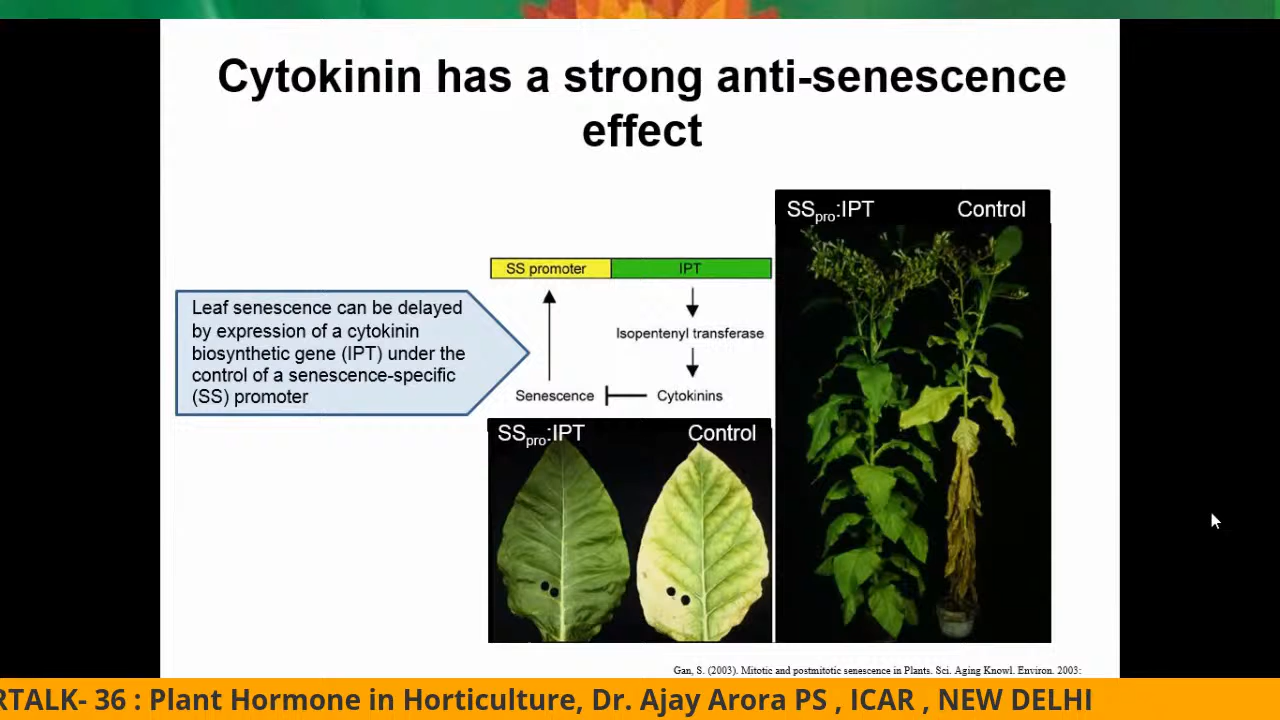 Cytokinin has a strong anti-senescence
effect
SSpro:IPT Control
SS promoter IPT
Leaf senescence can be delayed
by expression of a cytokinin
biosynthetic gene (IPT) under the
control of a senescence-specific
(SS) promoter
Isopentenyl transferase
Senescence Cytokinins
SSpro:IPT Control
Gan, S. (2003). Mitotic and postmitotic senescence in Plants. Sci. Aging Knowl. Environ. 2003:
RTALK- 36 : Plant Hormone in Horticulture, Dr. Ajay Arora PS , ICAR , NEW DELHI